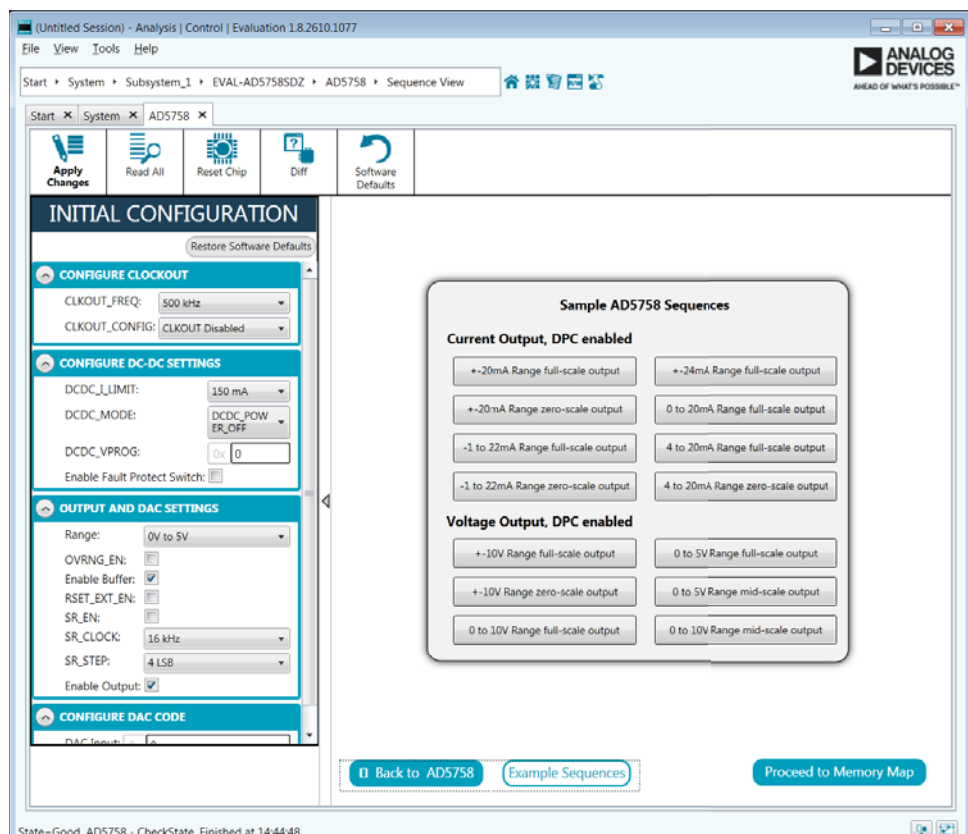 (Untitled Session) - Analysis | Control | Evaluation 1.8.2610.1077
File View Tools Help
ANALOG
DEVICES
AHEAD OF WHAT'S POSSIBLE™
Start System Subsystem_1 EVAL-AD5758SDZ AD5758 Sequence View
Start System AD5758
Apply Changes
Read All
Reset Chip
Diff
Software Defaults
INITIAL CONFIGURATION
Restore Software Defaults
CONFIGURE CLOCKOUT
CLKOUT_FREQ: 500 kHz
CLKOUT_CONFIG: CLKOUT Disabled
CONFIGURE DC-DC SETTINGS
DCDC_I_LIMIT: 150 mA
DCDC_MODE: DCDC_POWER_OFF
DCDC_VPROG: 0x 0
Enable Fault Protect Switch:
OUTPUT AND DAC SETTINGS
Range: 0V to 5V
OVRNG_EN:
Enable Buffer:
RSET_EXT_EN:
SR_EN:
SR_CLOCK: 16 kHz
SR_STEP: 4 LSB
Enable Output:
CONFIGURE DAC CODE
DAC Input:
Sample AD5758 Sequences
Current Output, DPC enabled
+-20mA Range full-scale output
+-24mA Range full-scale output
+-20mA Range zero-scale output
0 to 20mA Range full-scale output
-1 to 22mA Range full-scale output
4 to 20mA Range full-scale output
-1 to 22mA Range zero-scale output
4 to 20mA Range zero-scale output
Voltage Output, DPC enabled
+-10V Range full-scale output
0 to 5V Range full-scale output
+-10V Range zero-scale output
0 to 5V Range mid-scale output
0 to 10V Range full-scale output
0 to 10V Range mid-scale output
Back to AD5758
Example Sequences
Proceed to Memory Map
State=Good AD5758 - CheckState Finished at 14:44:48